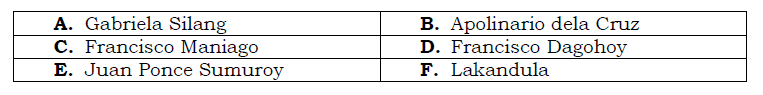 A. Gabriela Silang B. Apolinario dela Cruz
C. Francisco Maniago D. Francisco Dagohoy
E. Juan Ponce Sumuroy F. Lakandula